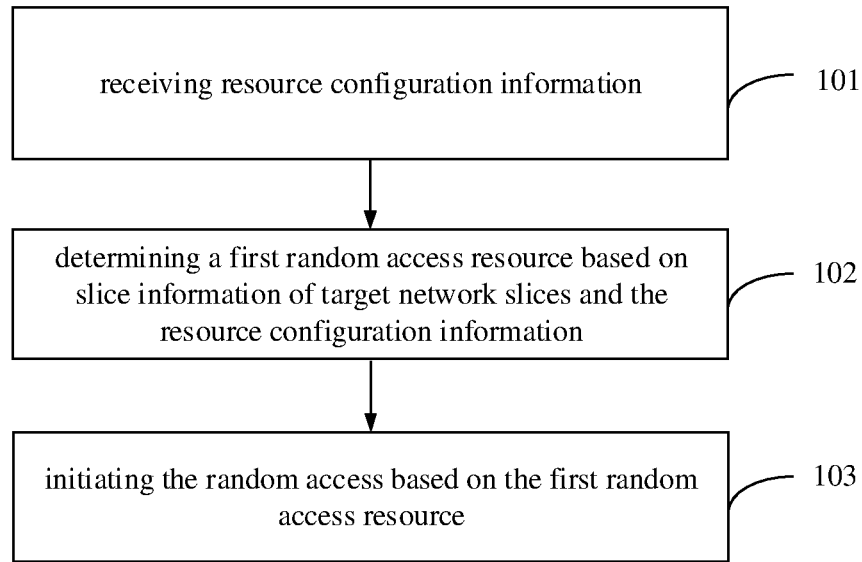 receiving resource configuration information
101
determining a first random access resource based on
slice information of target network slices and the
resource configuration information
102
initiating the random access based on the first random
access resource
103